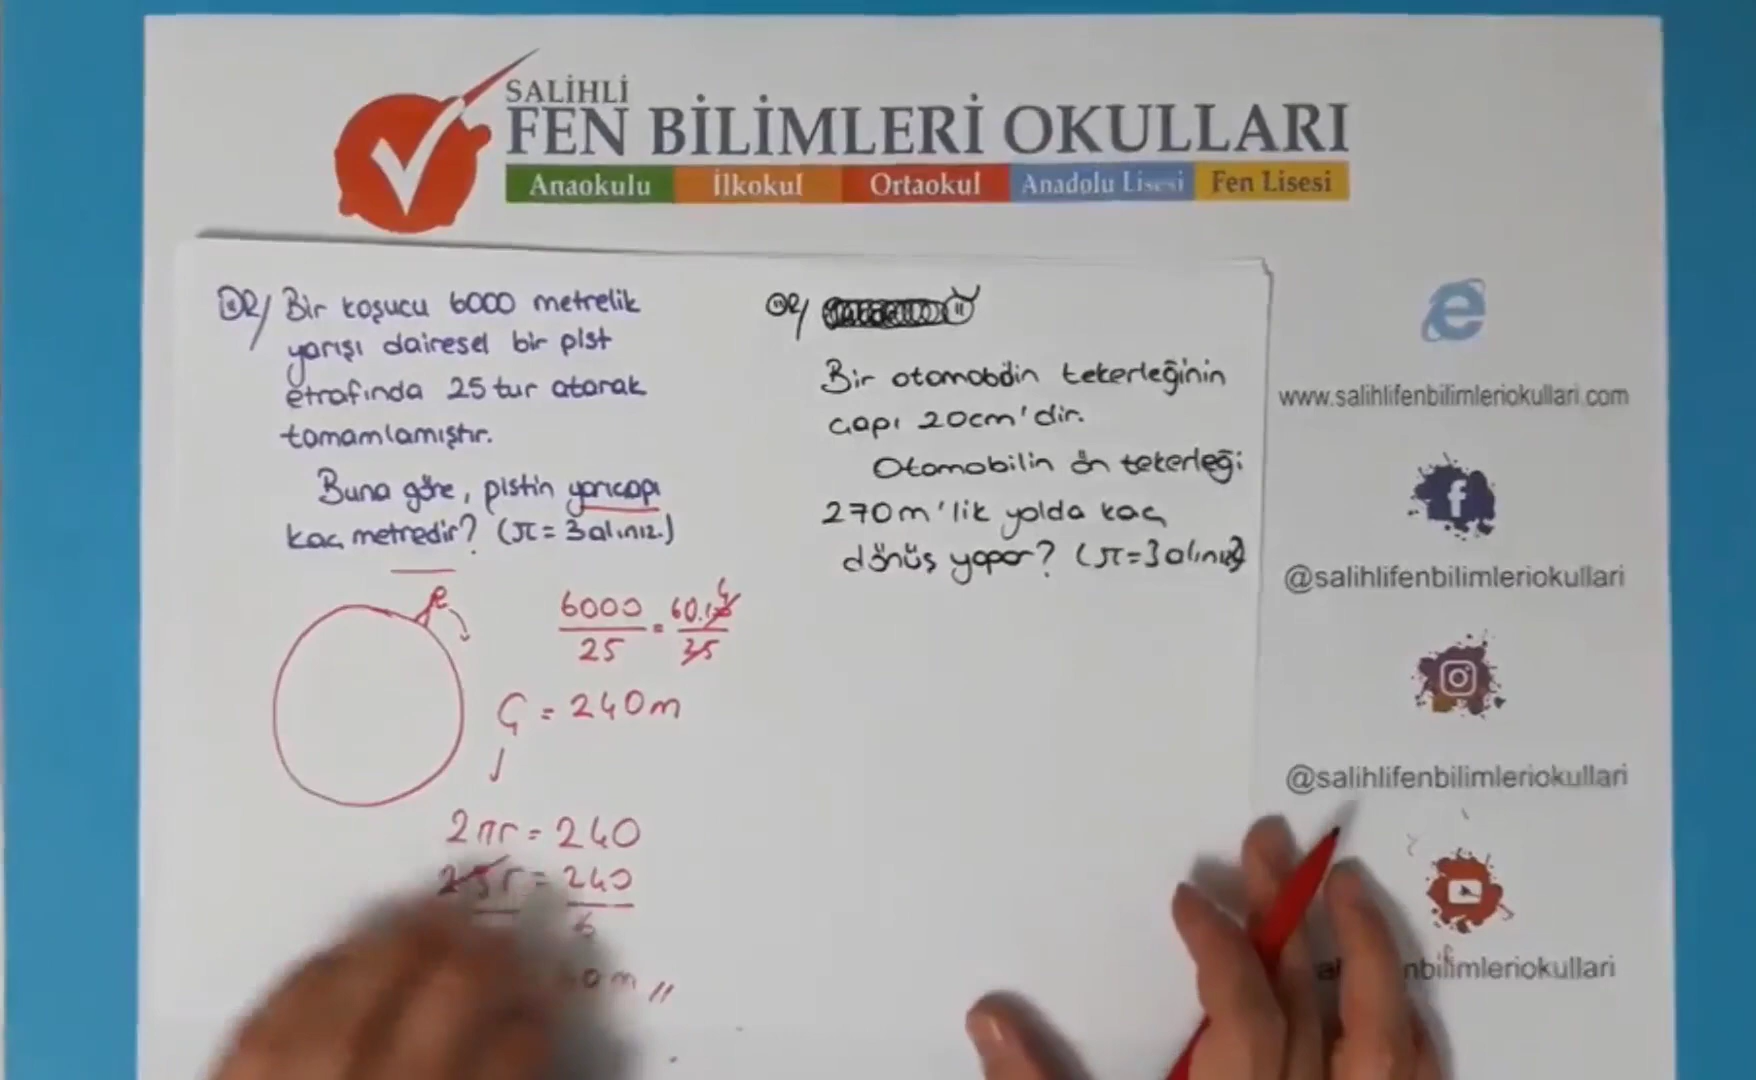 SALİHLİ
FEN BİLİMLERİ OKULLARI
Anaokulu İlkokul Ortaokul Anadolu Lisesi Fen Lisesi
Bir koşucu 6000 metrelik
yarışı dairesel bir pist
etrafında 25 tur atarak
tamamlamıştır.
Buna göre, pistin yarıçapı
kaç metredir? (π = 3 alınız.)
6000 = 60.
25
Ç = 240m
2πr = 240
r = 240
6
m //
Bir otomobilin tekerleğinin
çapı 20cm'dir.
Otomobilin ön tekerleği
270m'lik yolda kaç
dönüş yapar? (π=3 alınız)
www.salihlifenbilimleriokullari.com
@salihlifenbilimleriokullari
@salihlifenbilimleriokullari
nbilimleriokullari